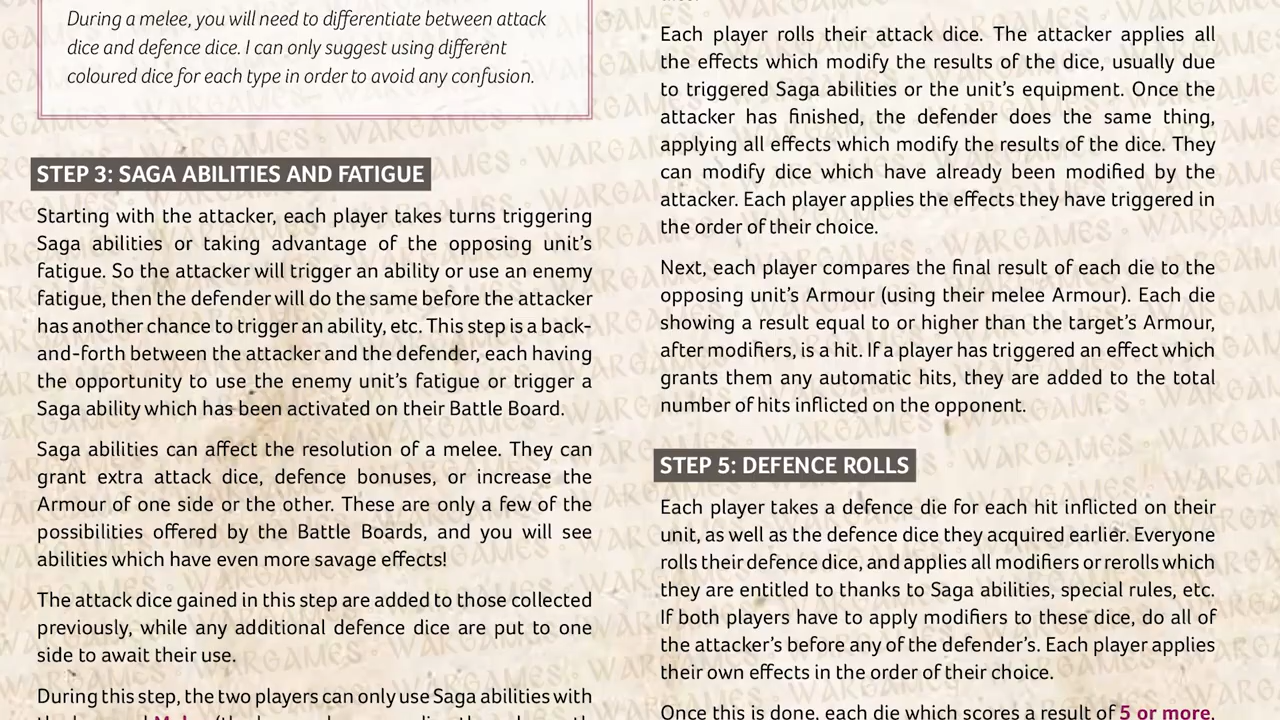 During a melee, you will need to differentiate between attack
dice and defence dice. I can only suggest using different
coloured dice for each type in order to avoid any confusion.
STEP 3: SAGA ABILITIES AND FATIGUE
Starting with the attacker, each player takes turns triggering
Saga abilities or taking advantage of the opposing unit's
fatigue. So the attacker will trigger an ability or use an enemy
fatigue, then the defender will do the same before the attacker
has another chance to trigger an ability, etc. This step is a back-
and-forth between the attacker and the defender, each having
the opportunity to use the enemy unit's fatigue or trigger a
Saga ability which has been activated on their Battle Board.
Saga abilities can affect the resolution of a melee. They can
grant extra attack dice, defence bonuses, or increase the
Armour of one side or the other. These are only a few of the
possibilities offered by the Battle Boards, and you will see
abilities which have even more savage effects!
The attack dice gained in this step are added to those collected
previously, while any additional defence dice are put to one
side to await their use.
During this step, the two players can only use Saga abilities with
Each player rolls their attack dice. The attacker applies all
the effects which modify the results of the dice, usually due
to triggered Saga abilities or the unit's equipment. Once the
attacker has finished, the defender does the same thing,
applying all effects which modify the results of the dice. They
can modify dice which have already been modified by the
attacker. Each player applies the effects they have triggered in
the order of their choice.
Next, each player compares the final result of each die to the
opposing unit's Armour (using their melee Armour). Each die
showing a result equal to or higher than the target's Armour,
after modifiers, is a hit. If a player has triggered an effect which
grants them any automatic hits, they are added to the total
number of hits inflicted on the opponent.
STEP 5: DEFENCE ROLLS
Each player takes a defence die for each hit inflicted on their
unit, as well as the defence dice they acquired earlier. Everyone
rolls their defence dice, and applies all modifiers or rerolls which
they are entitled to thanks to Saga abilities, special rules, etc.
If both players have to apply modifiers to these dice, do all of
the attacker's before any of the defender's. Each player applies
their own effects in the order of their choice.
Once this is done, each die which scores a result of 5 or more,